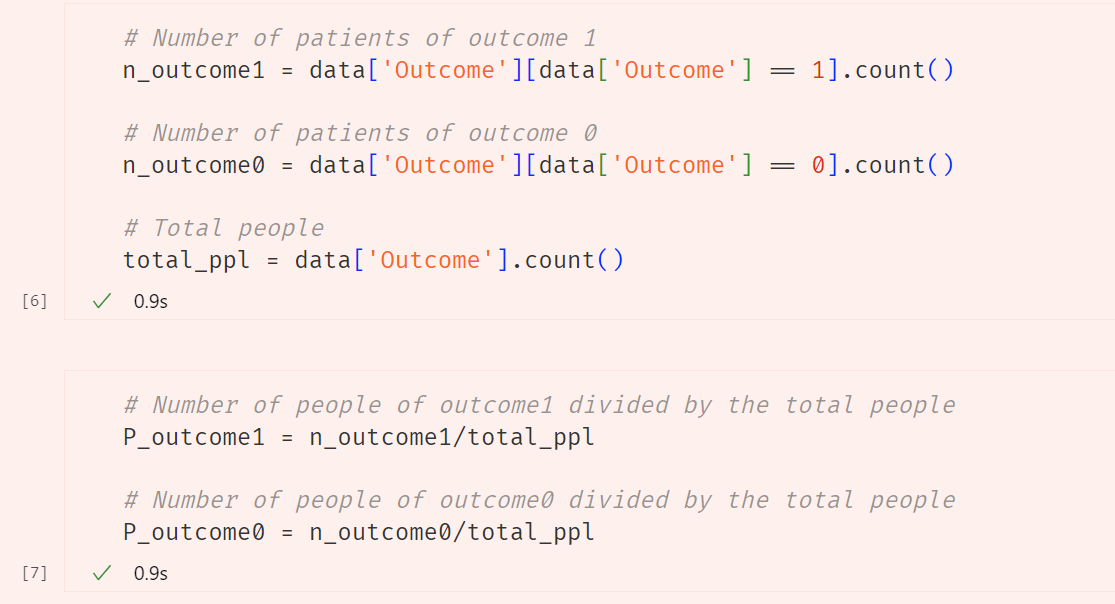 # Number of patients of outcome 1
n_outcome1 = data['Outcome'][data['Outcome'] == 1].count()
# Number of patients of outcome 0
n_outcome0 = data['Outcome'][data['Outcome'] == 0].count()
# Total people
total_ppl = data['Outcome'].count()
[6] ✓ 0.9s
# Number of people of outcome1 divided by the total people
P_outcome1 = n_outcome1/total_ppl
# Number of people of outcome0 divided by the total people
P_outcome0 = n_outcome0/total_ppl
[7] ✓ 0.9s